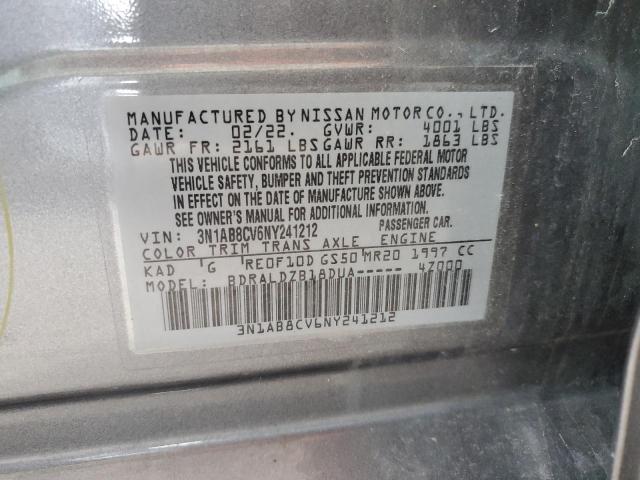 MANUFACTURED BY NISSAN MOTOR CO., LTD.
DATE: 02/22. GVWR: 4001 LBS
GAWR FR: 2161 LBS GAWR RR: 1863 LBS
THIS VEHICLE CONFORMS TO ALL APPLICABLE FEDERAL MOTOR
VEHICLE SAFETY, BUMPER AND THEFT PREVENTION STANDARDS
IN EFFECT ON THE DATE OF MANUFACTURE SHOWN ABOVE.
SEE OWNER'S MANUAL FOR ADDITIONAL INFORMATION.
VIN: 3N1AB8CV6NY241212 PASSENGER CAR.
COLOR TRIM TRANS AXLE ENGINE
KAD G RE0F10D GS50 MR20 1997 CC
BDRALDZB18DUA----- 4Z000
3N1AB8CV6NY241212